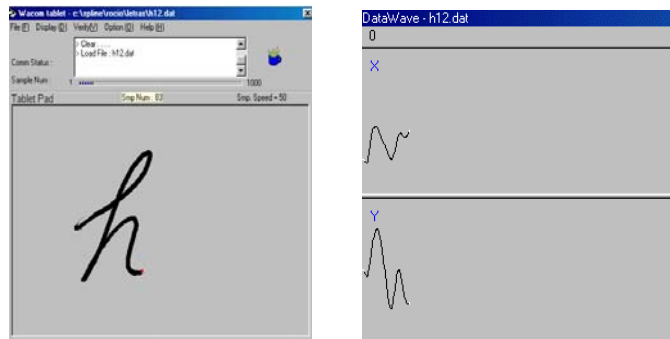 Wacom tablet - c:\spline\rocio\letras\h12.dat
File (F) Display (D) Verify(V) Option (O) Help (H)
> Clear . . . .
> Load File : h12.dat
Comm Status :
Sample Num : 1 1000
Tablet Pad Smp Num : 83 Smp. Speed = 50
h
DataWave - h12.dat
0
X
Y